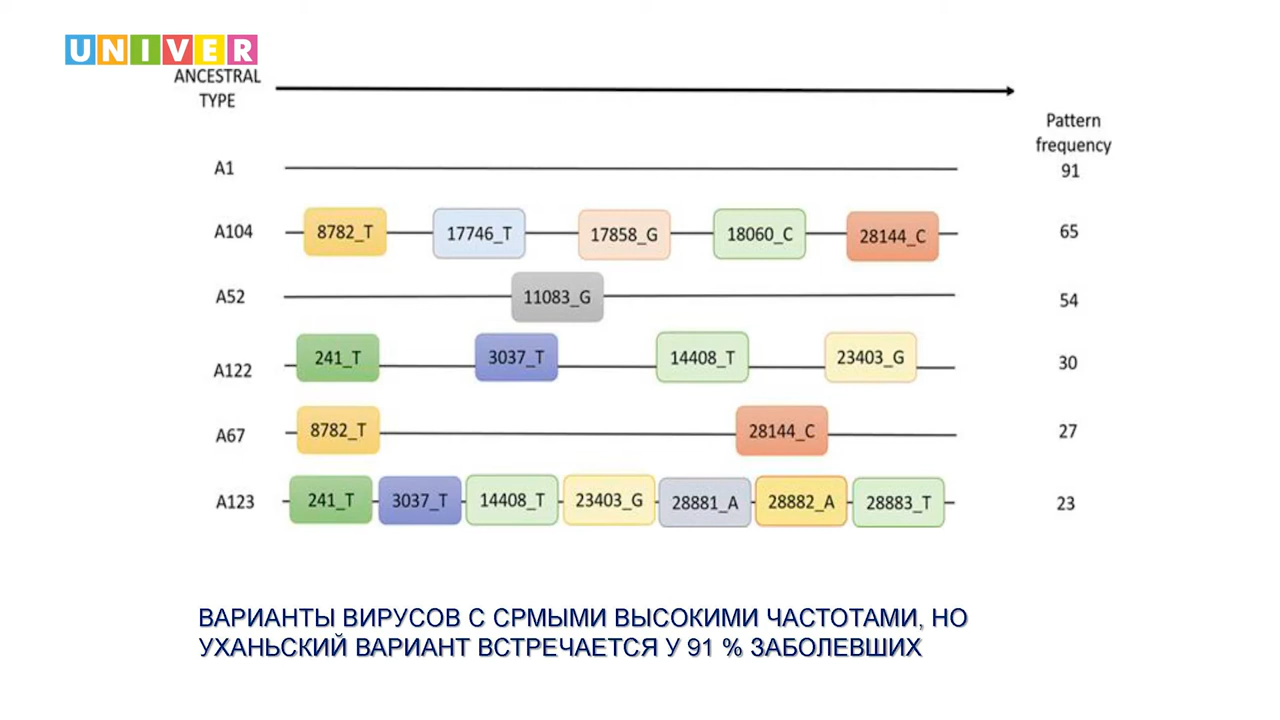 UNIVER
ANCESTRAL
TYPE
Pattern
frequency
A1 91
A104 8782_T 17746_T 17858_G 18060_C 28144_C 65
A52 11083_G 54
A122 241_T 3037_T 14408_T 23403_G 30
A67 8782_T 28144_C 27
A123 241_T 3037_T 14408_T 23403_G 28881_A 28882_A 28883_T 23
ВАРИАНТЫ ВИРУСОВ С СРМЫМИ ВЫСОКИМИ ЧАСТОТАМИ, НО
УХАНЬСКИЙ ВАРИАНТ ВСТРЕЧАЕТСЯ У 91 % ЗАБОЛЕВШИХ